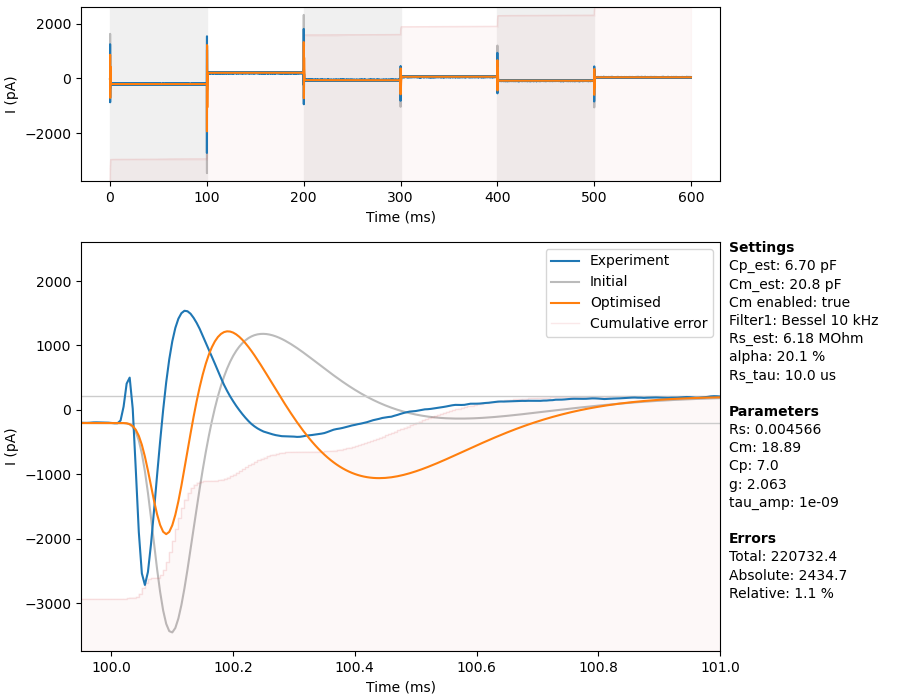 2000
0
−2000
I (pA)
0
100
200
300
400
500
600
Time (ms)
2000
1000
0
−1000
−2000
−3000
I (pA)
100.0
100.2
100.4
100.6
100.8
101.0
Time (ms)
Experiment
Initial
Optimised
Cumulative error
Settings
Cp_est: 6.70 pF
Cm_est: 20.8 pF
Cm enabled: true
Filter1: Bessel 10 kHz
Rs_est: 6.18 MOhm
alpha: 20.1 %
Rs_tau: 10.0 us
Parameters
Rs: 0.004566
Cm: 18.89
Cp: 7.0
g: 2.063
tau_amp: 1e-09
Errors
Total: 220732.4
Absolute: 2434.7
Relative: 1.1 %